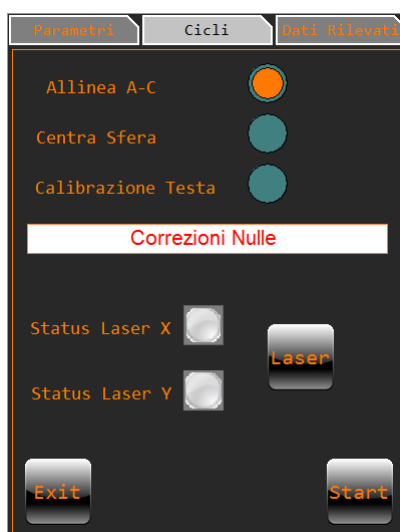 Parametri Cicli Dati Rilevati
Allinea A-C
Centra Sfera
Calibrazione Testa
Correzioni Nulle
Status Laser X
Laser
Status Laser Y
Exit Start